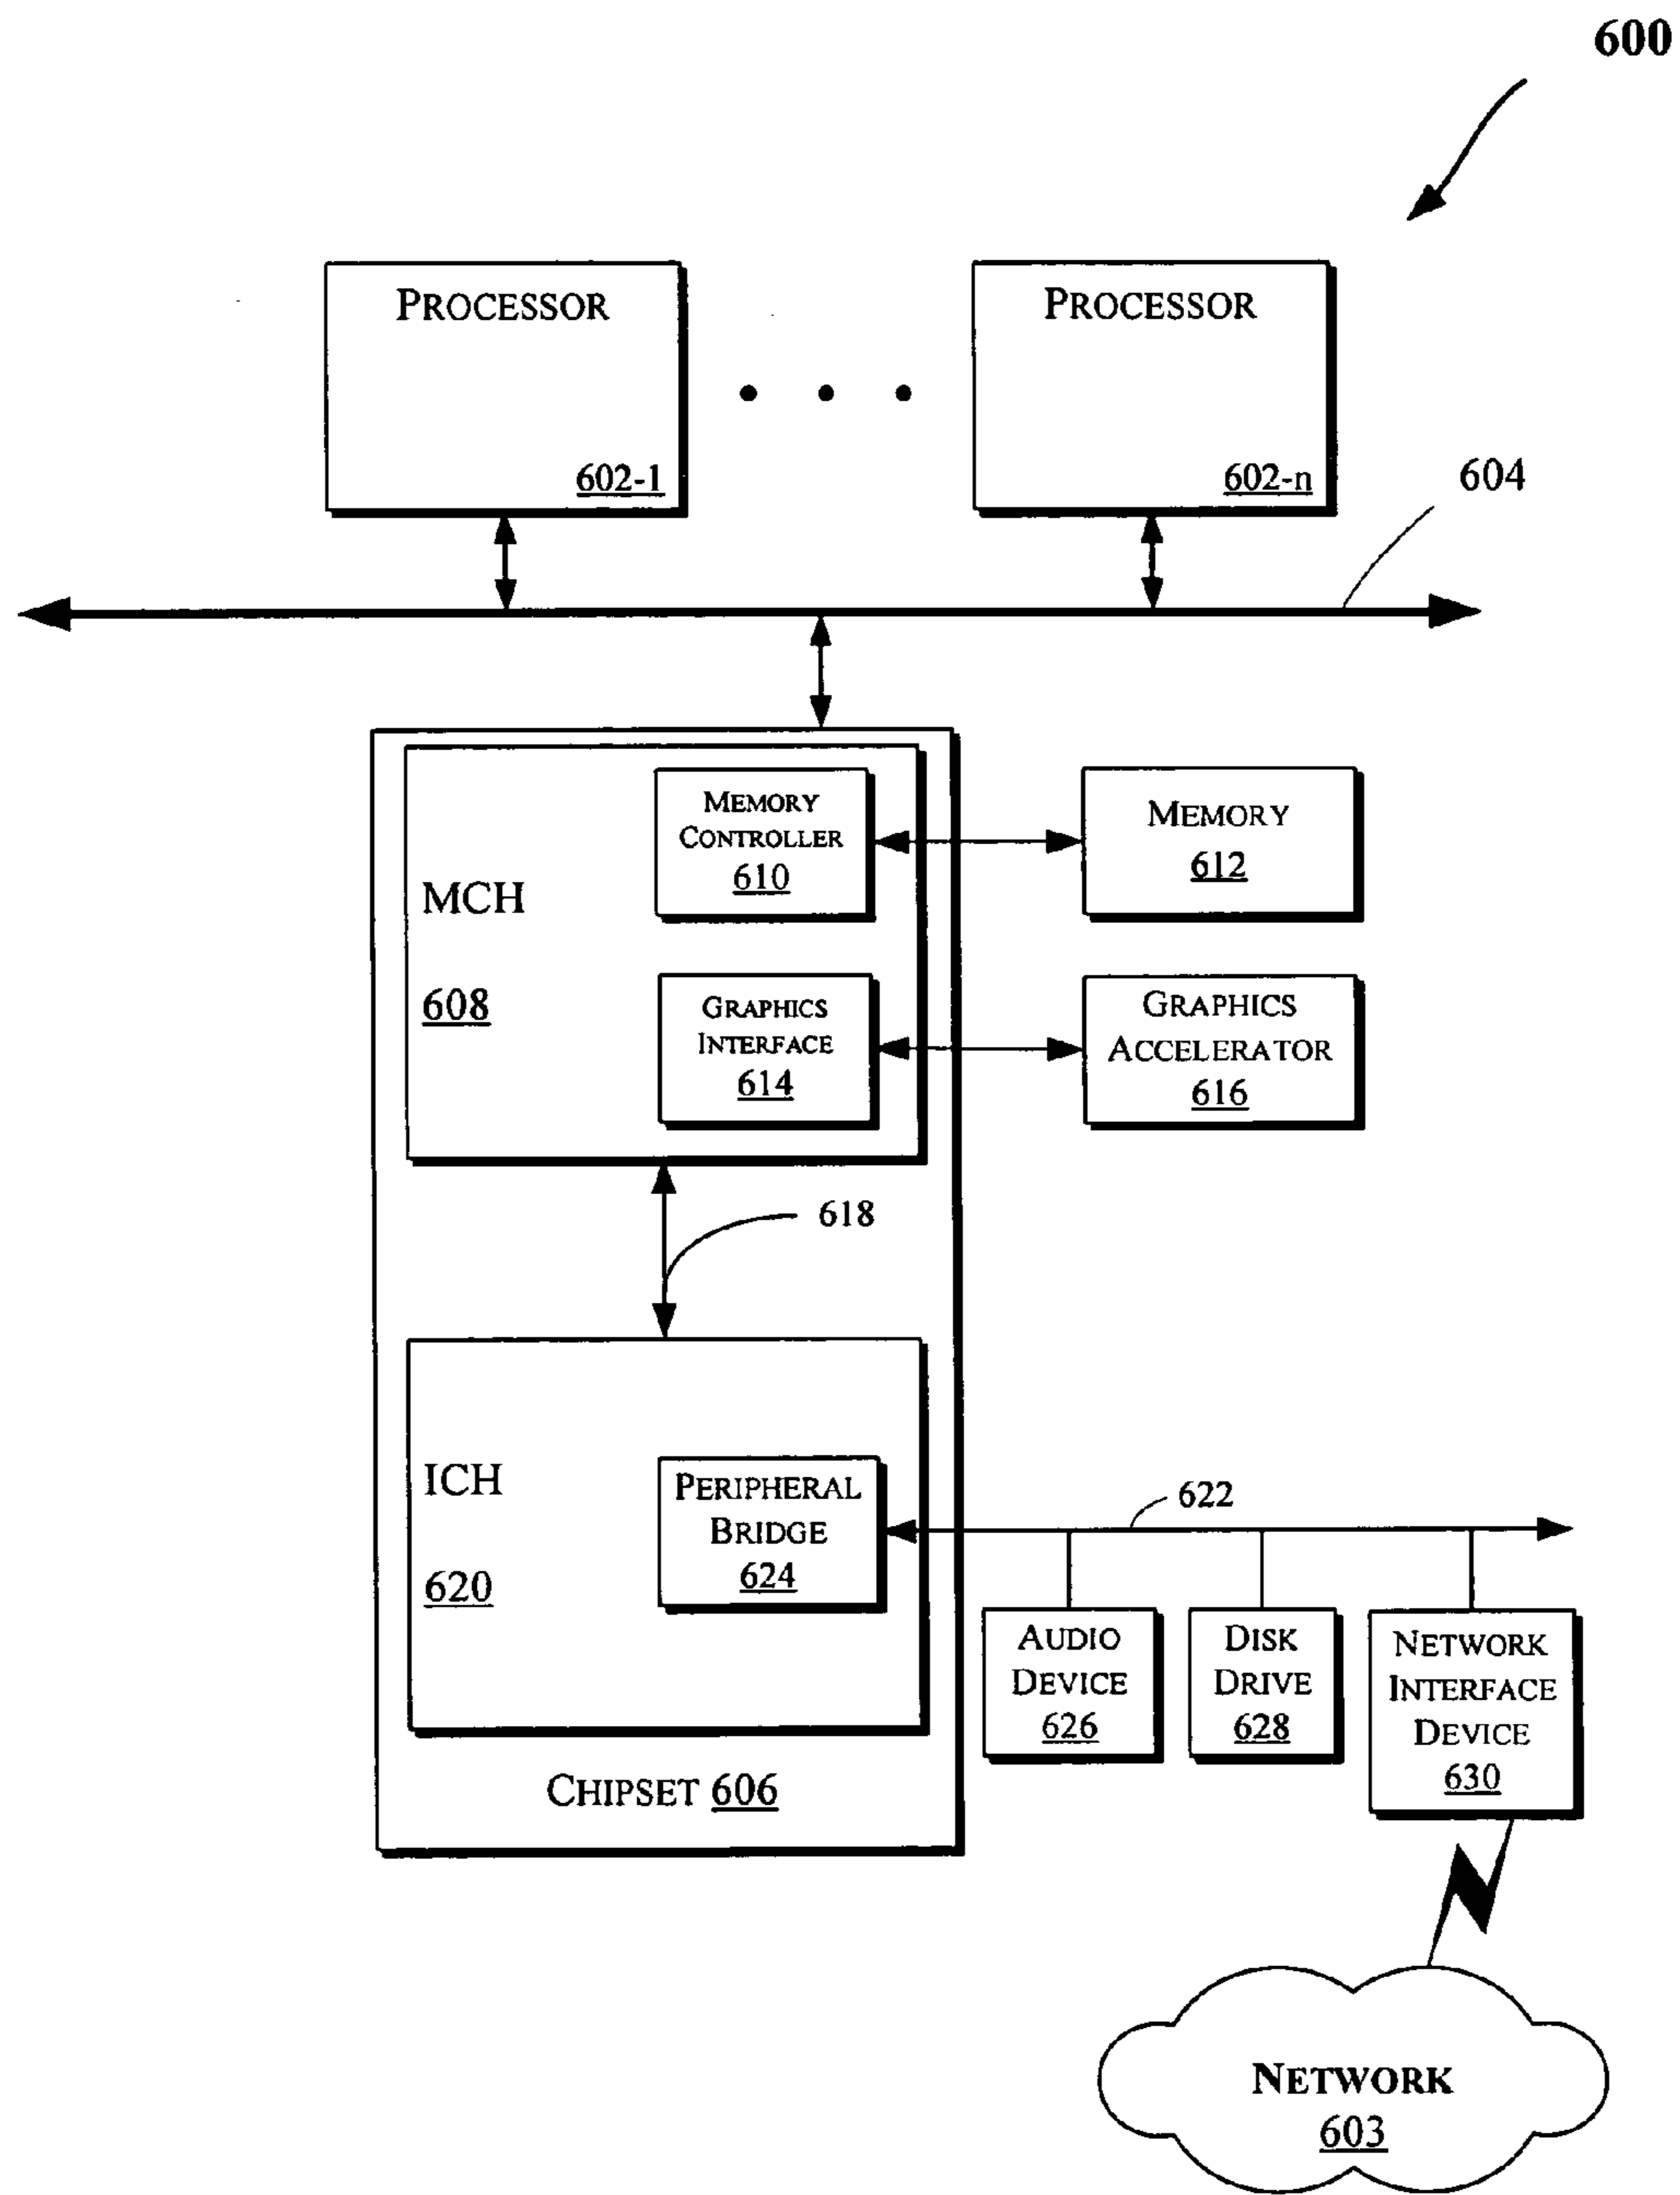 600
PROCESSOR
602-1
PROCESSOR
602-n
604
MEMORY
CONTROLLER
610
MEMORY
612
MCH
608
GRAPHICS
INTERFACE
614
GRAPHICS
ACCELERATOR
616
618
ICH
620
PERIPHERAL
BRIDGE
624
622
AUDIO
DEVICE
626
DISK
DRIVE
628
NETWORK
INTERFACE
DEVICE
630
CHIPSET 606
NETWORK
603